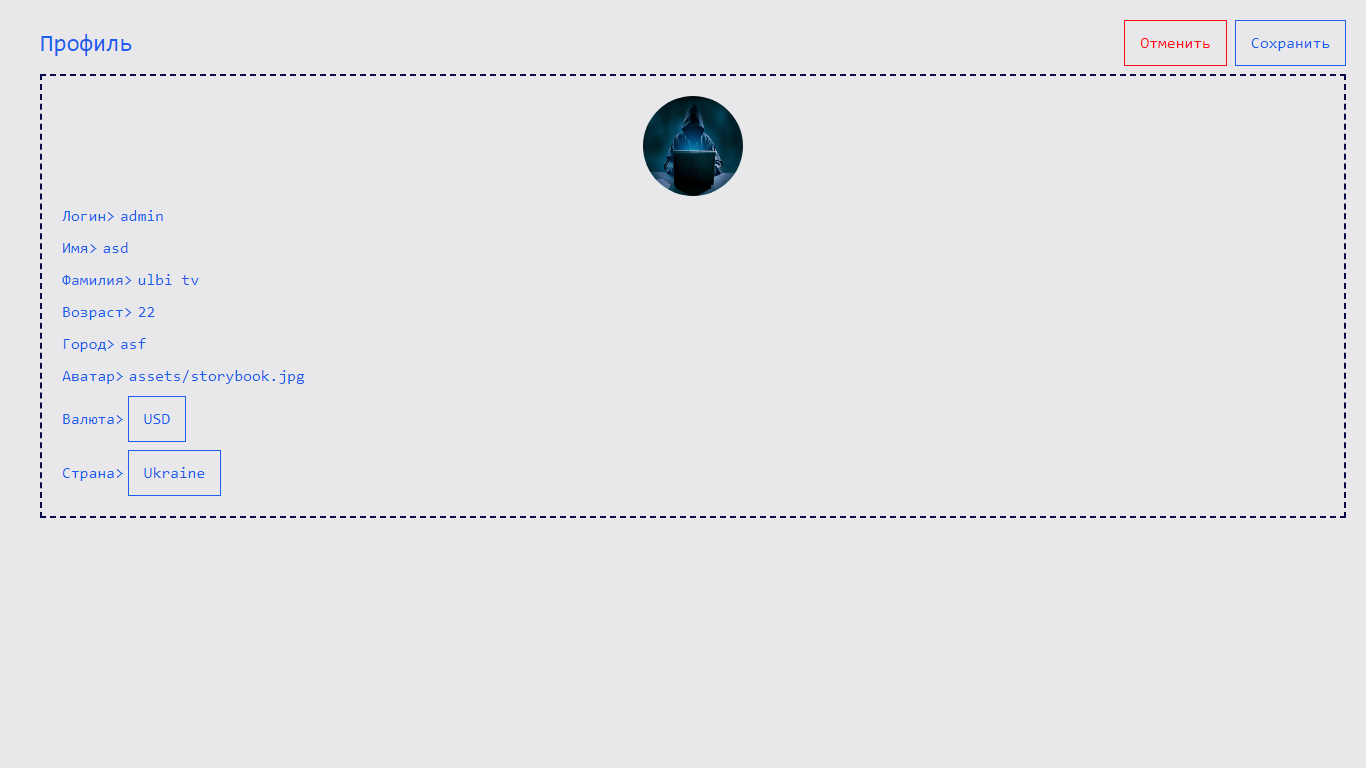 Профиль
Отменить
Сохранить
Логин> admin
Имя> asd
Фамилия> ulbi tv
Возраст> 22
Город> asf
Аватар> assets/storybook.jpg
Валюта> USD
Страна> Ukraine